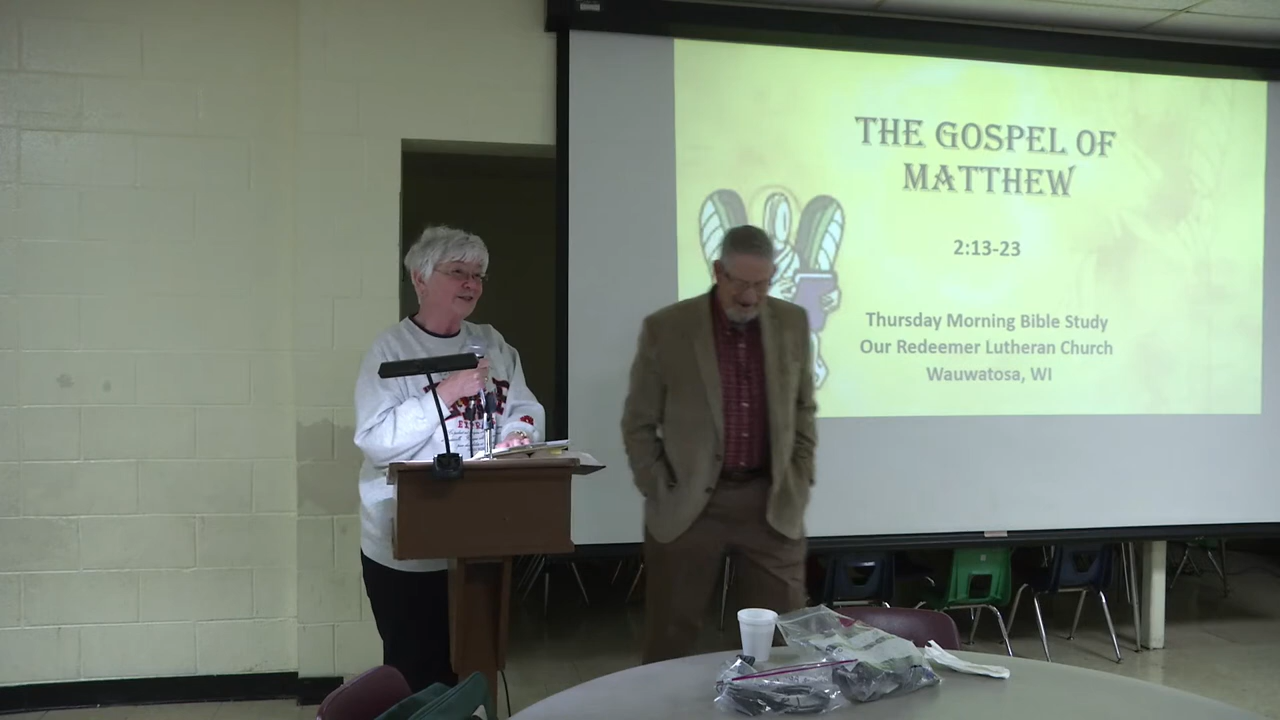 THE GOSPEL OF
MATTHEW
2:13-23
Thursday Morning Bible Study
Our Redeemer Lutheran Church
Wauwatosa, WI